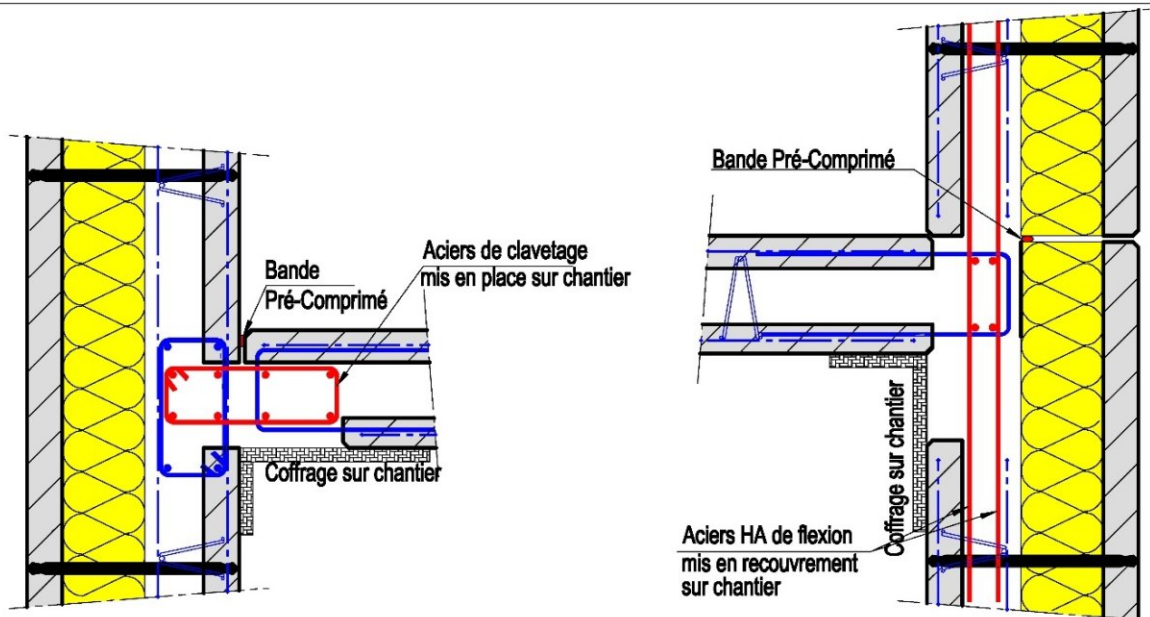 Bande
Pré-Comprimé
Aciers de clavetage
mis en place sur chantier
Coffrage sur chantier
Bande Pré-Comprimé
Coffrage sur chantier
Aciers HA de flexion
mis en recouvrement
sur chantier